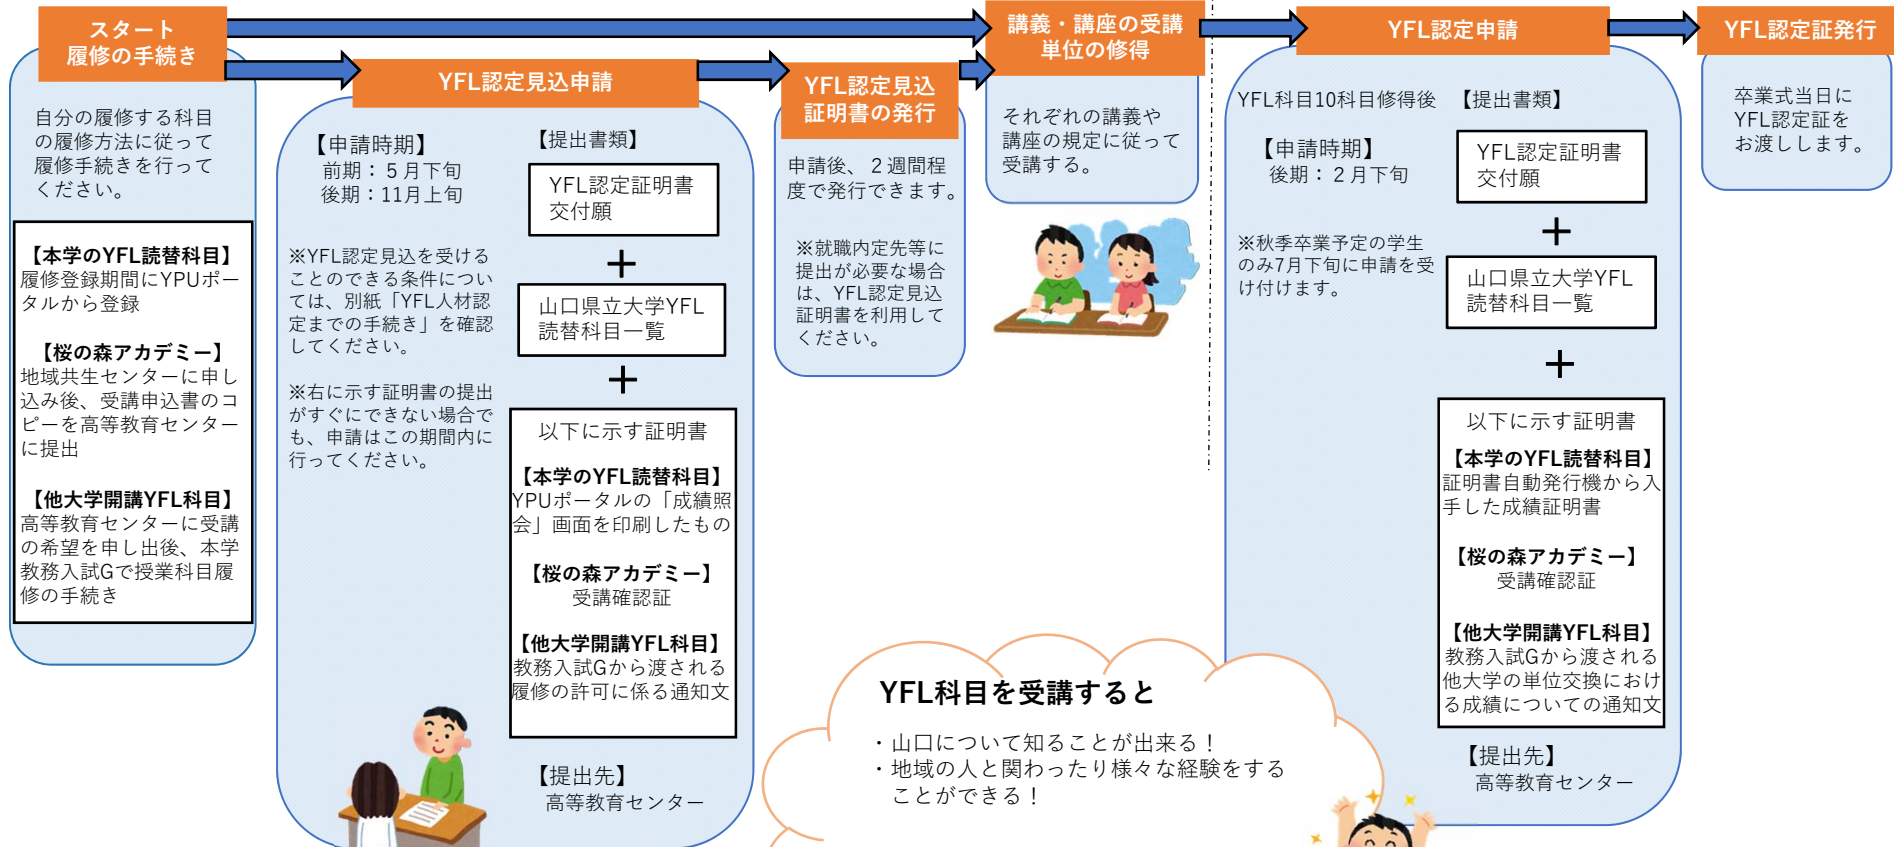 スタート
履修の手続き
自分の履修する科目
の履修方法に従って
履修手続きを行って
ください。
【本学のYFL読替科目】
履修登録期間にYPUポー
タルから登録
【桜の森アカデミー】
地域共生センターに申し
込み後、受講申込書のコ
ピーを高等教育センター
に提出
【他大学開講YFL科目】
高等教育センターに受講
の希望を申し出後、本学
教務入試Gで授業科目履
修の手続き
YFL認定見込申請
【申請時期】
前期：５月下旬
後期：11月上旬
※YFL認定見込を受ける
ことのできる条件につい
ては、別紙「YFL人材認
定までの手続き」を確認
してください。
※右に示す証明書の提出
がすぐにできない場合で
も、申請はこの期間内に
行ってください。
【提出書類】
YFL認定証明書
交付願
＋
山口県立大学YFL
読替科目一覧
＋
以下に示す証明書
【本学のYFL読替科目】
YPUポータルの「成績照
会」画面を印刷したもの
【桜の森アカデミー】
受講確認証
【他大学開講YFL科目】
教務入試Gから渡される
履修の許可に係る通知文
【提出先】
高等教育センター
YFL認定見込
証明書の発行
申請後、２週間程
度で発行できます。
※就職内定先等に
提出が必要な場合
は、YFL認定見込
証明書を利用して
ください。
講義・講座の受講
単位の修得
それぞれの講義や
講座の規定に従って
受講する。
YFL認定申請
YFL科目10科目修得後
【申請時期】
後期：２月下旬
※秋季卒業予定の学生
のみ7月下旬に申請を受
け付けます。
【提出書類】
YFL認定証明書
交付願
＋
山口県立大学YFL
読替科目一覧
＋
以下に示す証明書
【本学のYFL読替科目】
証明書自動発行機から入
手した成績証明書
【桜の森アカデミー】
受講確認証
【他大学開講YFL科目】
教務入試Gから渡される
他大学の単位交換におけ
る成績についての通知文
【提出先】
高等教育センター
YFL認定証発行
卒業式当日に
YFL認定証を
お渡しします。
YFL科目を受講すると
・山口について知ることが出来る！
・地域の人と関わったり様々な経験をする
ことができる！